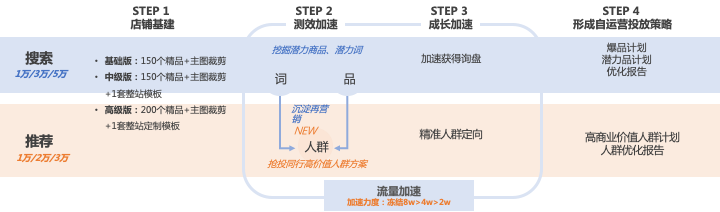 STEP 1
店铺基建
STEP 2
测效加速
STEP 3
成长加速
STEP 4
形成自运营投放策略
搜索
1万/3万/5万
• 基础版：150个精品+主图裁剪
• 中级版：150个精品+主图裁剪
+1套整站模板
• 高级版：200个精品+主图裁剪
+1套整站定制模板
挖掘潜力商品、潜力词
词
品
加速获得询盘
爆品计划
潜力品计划
优化报告
推荐
1万/2万/3万
沉淀再营
销
NEW
人群
抢投同行高价值人群方案
精准人群定向
高商业价值人群计划
人群优化报告
流量加速
加速力度：冻结8w>4w>2w